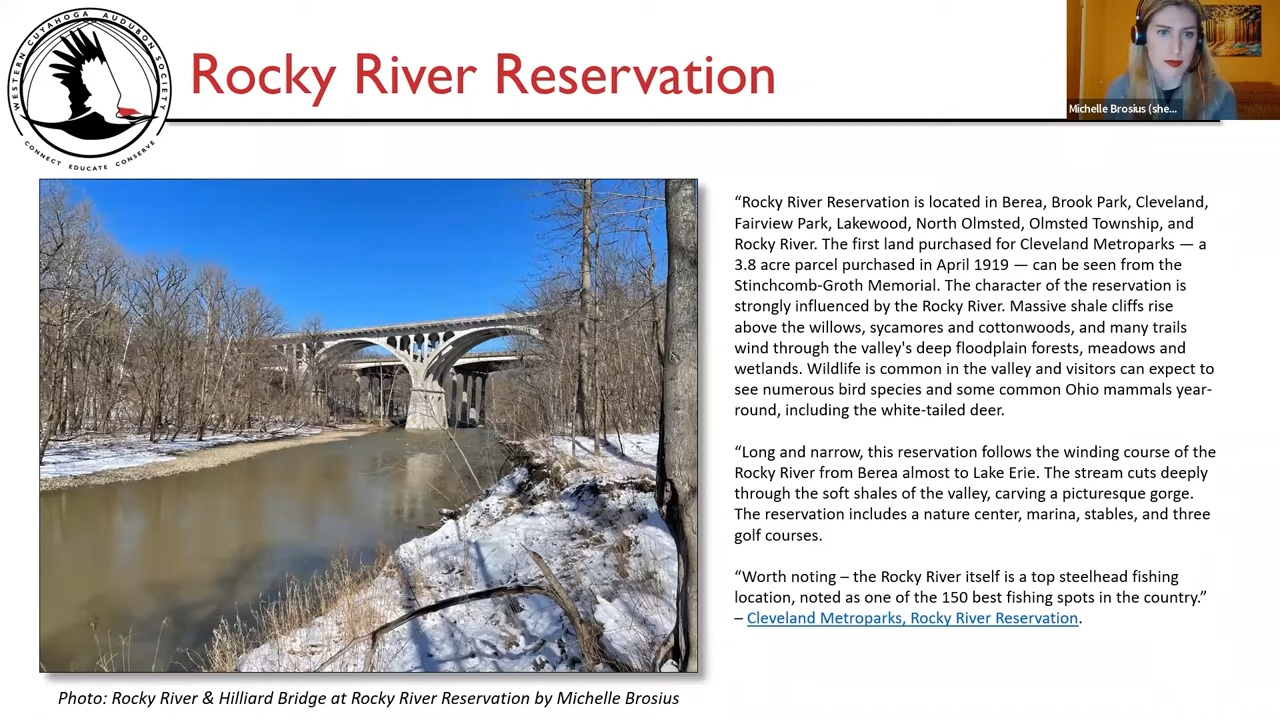 WESTERN CUYAHOGA AUDUBON SOCIETY
CONNECT EDUCATE CONSERVE
Rocky River Reservation
Michelle Brosius (she...
“Rocky River Reservation is located in Berea, Brook Park, Cleveland,
Fairview Park, Lakewood, North Olmsted, Olmsted Township, and
Rocky River. The first land purchased for Cleveland Metroparks — a
3.8 acre parcel purchased in April 1919 — can be seen from the
Stinchcomb-Groth Memorial. The character of the reservation is
strongly influenced by the Rocky River. Massive shale cliffs rise
above the willows, sycamores and cottonwoods, and many trails
wind through the valley's deep floodplain forests, meadows and
wetlands. Wildlife is common in the valley and visitors can expect to
see numerous bird species and some common Ohio mammals year-
round, including the white-tailed deer.
“Long and narrow, this reservation follows the winding course of the
Rocky River from Berea almost to Lake Erie. The stream cuts deeply
through the soft shales of the valley, carving a picturesque gorge.
The reservation includes a nature center, marina, stables, and three
golf courses.
“Worth noting – the Rocky River itself is a top steelhead fishing
location, noted as one of the 150 best fishing spots in the country.”
– Cleveland Metroparks, Rocky River Reservation.
Photo: Rocky River & Hilliard Bridge at Rocky River Reservation by Michelle Brosius